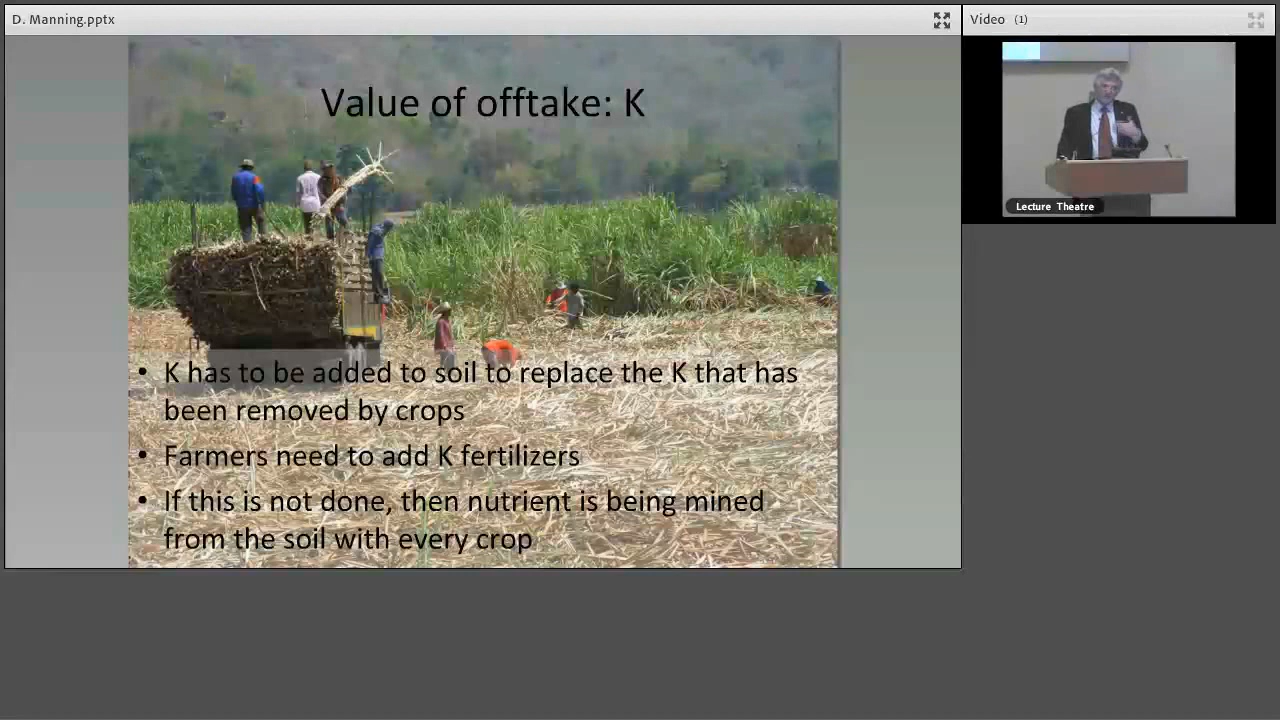 D. Manning.pptx
Video (1)
Value of offtake: K
Lecture Theatre
• K has to be added to soil to replace the K that has
been removed by crops
• Farmers need to add K fertilizers
• If this is not done, then nutrient is being mined
from the soil with every crop